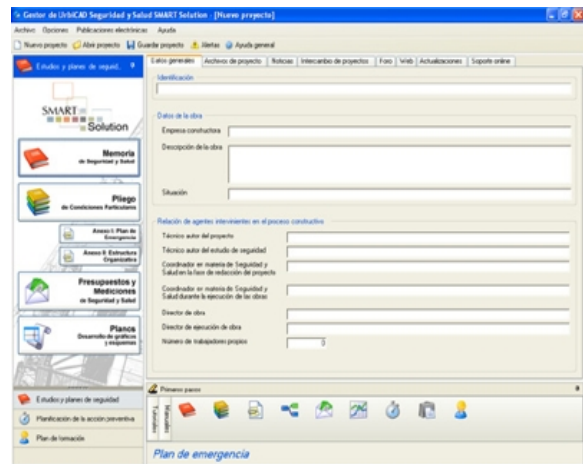 Gestor de UrbiCAD Seguridad y Salud SMART Solution - [Nuevo proyecto]
Archivo Opciones Publicaciones electrónicas Ayuda
Nuevo proyecto Abrir proyecto Guardar proyecto Alertas Ayuda general
Estudios y planes de segurid...
Datos generales Archivos de proyecto Noticias Intercambio de proyectos Foro Web Actualizaciones Soporte online
Identificación
SMART
Solution
Datos de la obra
Empresa constructora
Descripción de la obra
Situación
Memoria
de Seguridad y Salud
Pliego
de Condiciones Particulares
Anexo I: Plan de
Emergencia
Anexo II: Estructura
Organizativa
Presupuestos y
Mediciones
de Seguridad y Salud
Planos
Desarrollo de gráficos
y esquemas
Relación de agentes intervinientes en el proceso constructivo
Técnico autor del proyecto
Técnico autor del estudio de seguridad
Coordinador en materia de Seguridad y
Salud en la fase de redacción del proyecto
Coordinador en materia de Seguridad y
Salud durante la ejecución de las obras
Director de obra
Director de ejecución de obra
Número de trabajadores propios 0
Primeros pasos
Estudios y planes de seguridad
Planificación de la acción preventiva
Plan de formación
Manuales
Tutoriales
Plan de emergencia